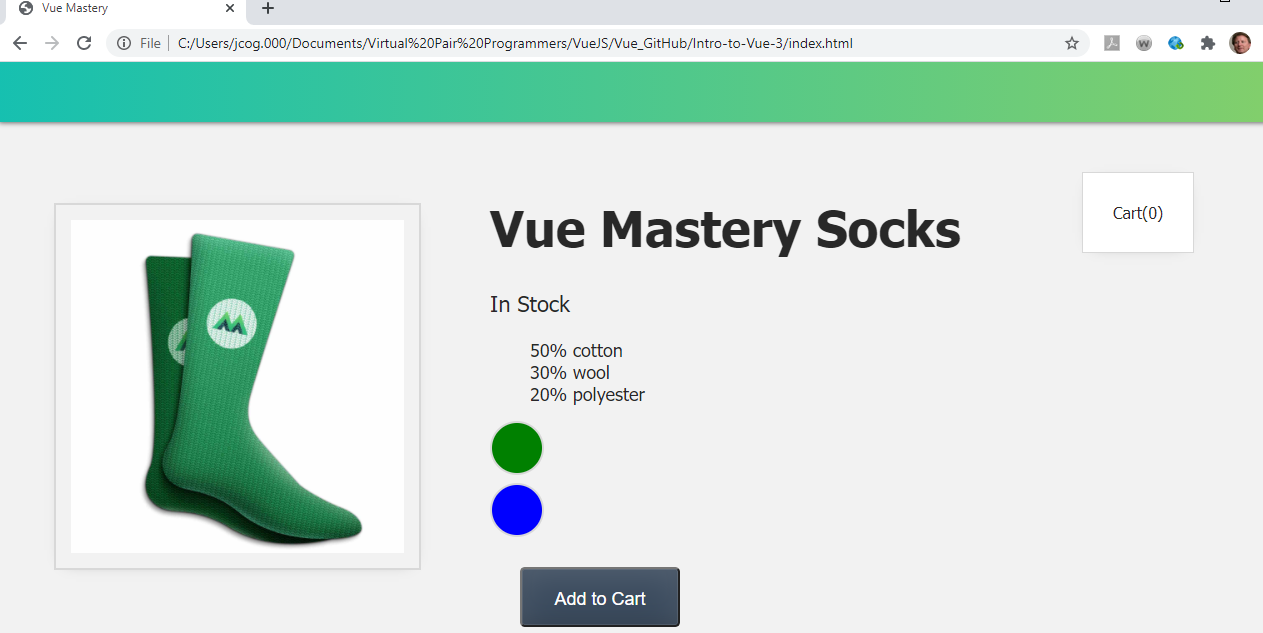 Vue Mastery
File
C:/Users/jcog.000/Documents/Virtual%20Pair%20Programmers/VueJS/Vue_GitHub/Intro-to-Vue-3/index.html
W
Cart(0)
Vue Mastery Socks
In Stock
50% cotton
30% wool
20% polyester
Add to Cart